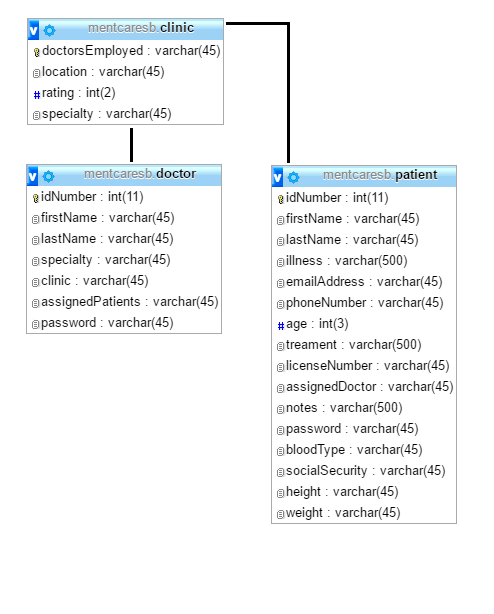 v mentcaresb.clinic
doctorsEmployed : varchar(45)
location : varchar(45)
# rating : int(2)
specialty : varchar(45)
v mentcaresb.doctor
idNumber : int(11)
firstName : varchar(45)
lastName : varchar(45)
specialty : varchar(45)
clinic : varchar(45)
assignedPatients : varchar(45)
password : varchar(45)
v mentcaresb.patient
idNumber : int(11)
firstName : varchar(45)
lastName : varchar(45)
illness : varchar(500)
emailAddress : varchar(45)
phoneNumber : varchar(45)
# age : int(3)
treament : varchar(500)
licenseNumber : varchar(45)
assignedDoctor : varchar(45)
notes : varchar(500)
password : varchar(45)
bloodType : varchar(45)
socialSecurity : varchar(45)
height : varchar(45)
weight : varchar(45)